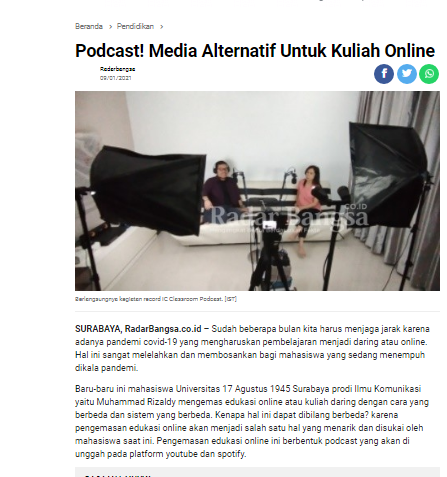 Beranda > Pendidikan >
Podcast! Media Alternatif Untuk Kuliah Online
Radarbangsa
09/01/2021
.CO.ID
Radar Bangsa
Berlangsungnya kegiatan record IC Classroom Podcast. [IST]
SURABAYA, RadarBangsa.co.id – Sudah beberapa bulan kita harus menjaga jarak karena
adanya pandemi covid-19 yang mengharuskan pembelajaran menjadi daring atau online.
Hal ini sangat melelahkan dan membosankan bagi mahasiswa yang sedang menempuh
dikala pandemi.
Baru-baru ini mahasiswa Universitas 17 Agustus 1945 Surabaya prodi Ilmu Komunikasi
yaitu Muhammad Rizaldy mengemas edukasi online atau kuliah daring dengan cara yang
berbeda dan sistem yang berbeda. Kenapa hal ini dapat dibilang berbeda? karena
pengemasan edukasi online akan menjadi salah satu hal yang menarik dan disukai oleh
mahasiswa saat ini. Pengemasan edukasi online ini berbentuk podcast yang akan di
unggah pada platform youtube dan spotify.